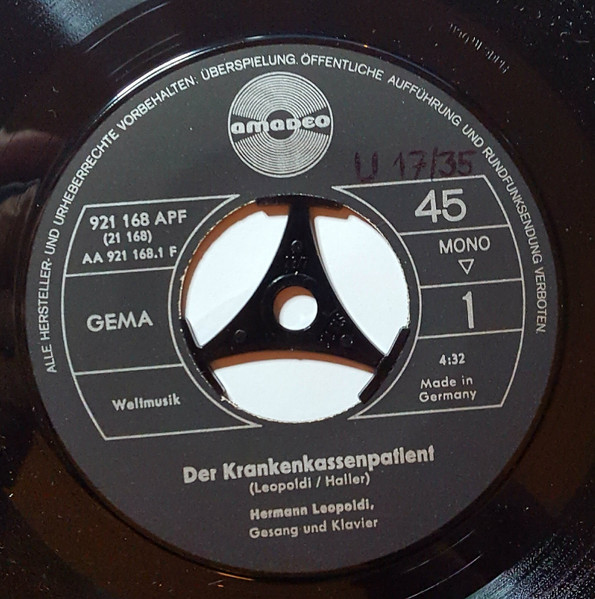 ALLE HERSTELLER- UND URHEBERRECHTE VORBEHALTEN. ÜBERSPIELUNG. ÖFFENTLICHE AUFFÜHRUNG UND RUNDFUNKSENDUNG VERBOTEN.
amadeo
U 17/35
921 168 APF
(21 168)
AA 921 168.1 F
GEMA
Weltmusik
45
MONO
▽
1
4:32
Made in
Germany
Der Krankenkassenpatient
(Leopoldi / Haller)
Hermann Leopoldi,
Gesang und Klavier